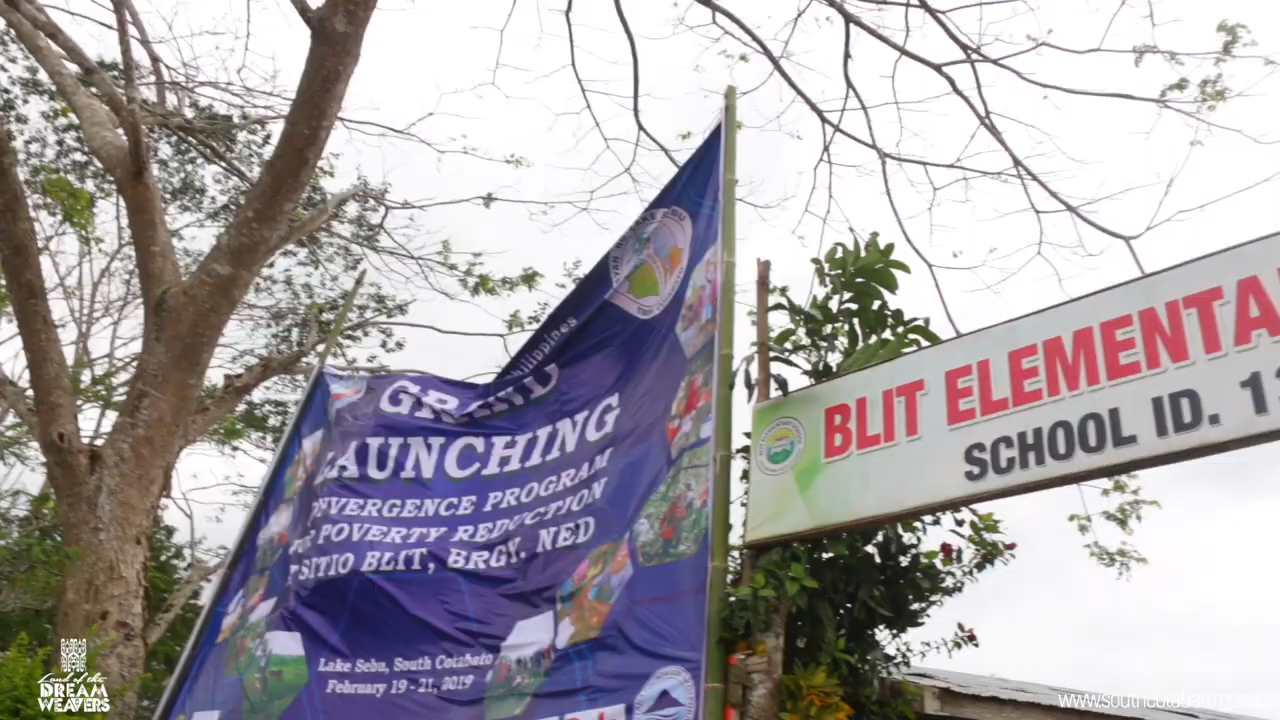 Philippines
GRAND
LAUNCHING
CONVERGENCE PROGRAM
FOR POVERTY REDUCTION
SITIO BLIT, BRGY. NED
Lake Sebu, South Cotabato
February 19 - 21, 2019
BLIT ELEMENTA
SCHOOL ID. 1
Land of the
DREAM
WEAVERS